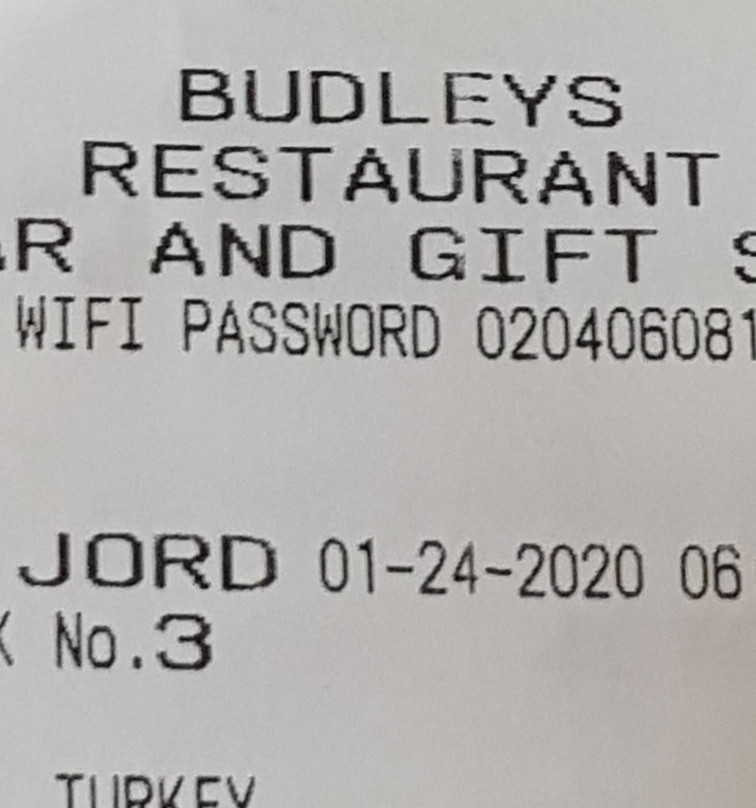 BUDLEYS
RESTAURANT
AND GIFT
WIFI PASSWORD 020406081
JORD 01-24-2020 06
No.3
TURKEY